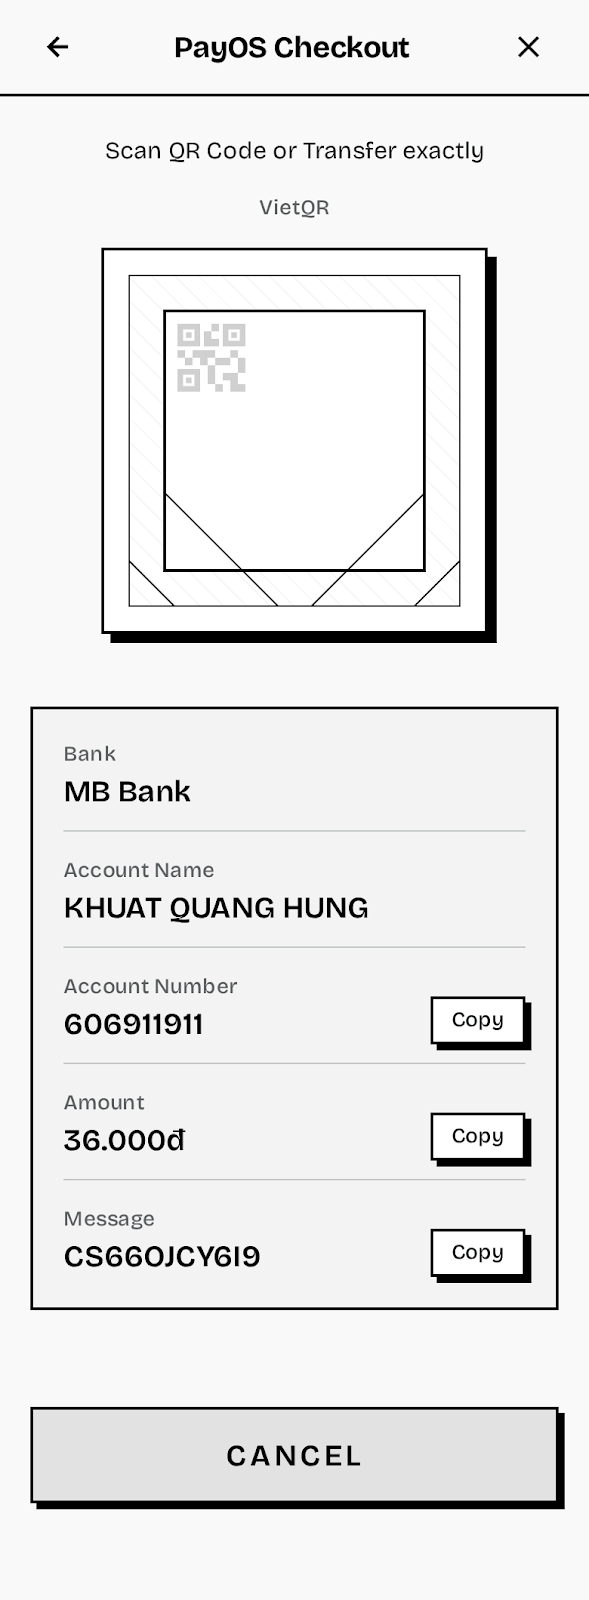 PayOS Checkout
Scan QR Code or Transfer exactly
VietQR
Bank
MB Bank
Account Name
KHUAT QUANG HUNG
Account Number
606911911
Copy
Amount
36.000đ
Copy
Message
CS66OJCY6I9
Copy
CANCEL